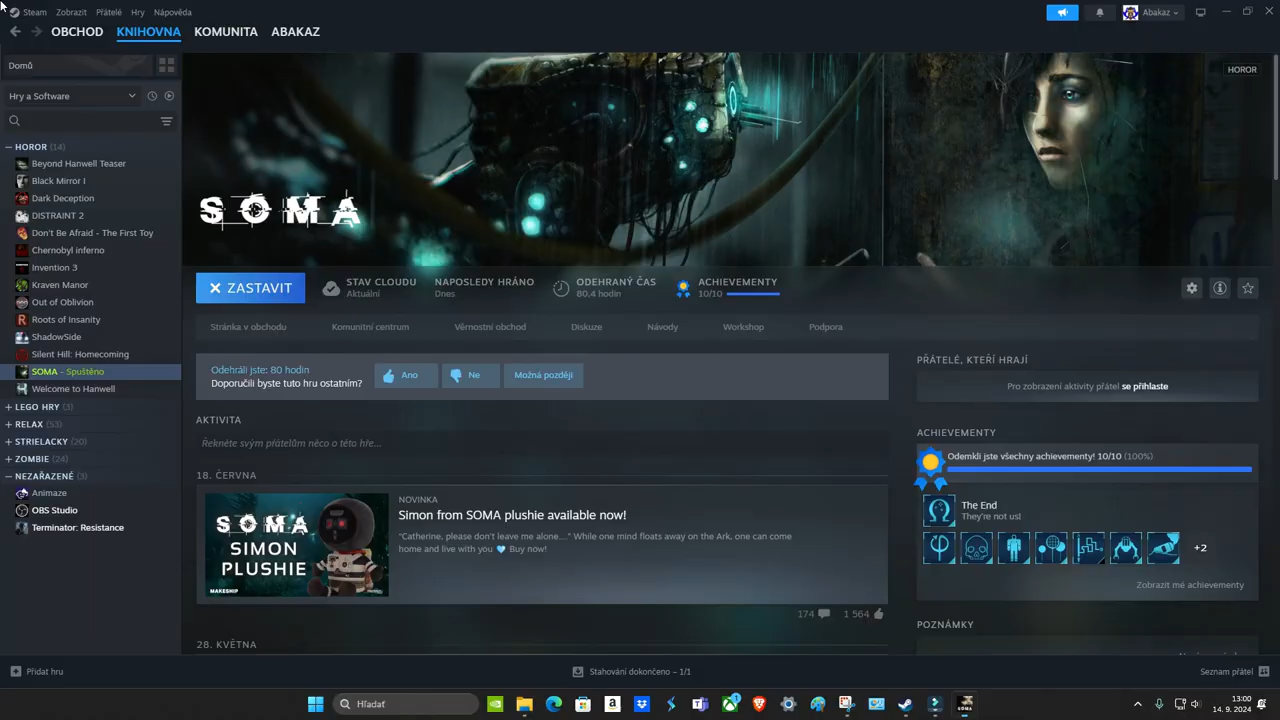 Steam Zobrazit Přátelé Hry Nápověda
Abakaz
OBCHOD KNIHOVNA KOMUNITA ABAKAZ
Domů
HOROR
Hry a Software
HOROR (14)
Beyond Hanwell Teaser
Black Mirror I
Dark Deception
DISTRAINT 2
Don't Be Afraid - The First Toy
Chernobyl inferno
Invention 3
Kraven Manor
Out of Oblivion
Roots of Insanity
ShadowSide
Silent Hill: Homecoming
SOMA - Spuštěno
Welcome to Hanwell
LEGO HRY (3)
RELAX (53)
STRIELACKY (20)
ZOMBIE (24)
NEZAŘAZENÉ (3)
Animaze
OBS Studio
Terminator: Resistance
SOMA
ZASTAVIT
STAV CLOUDU
Aktuální
NAPOSLEDY HRÁNO
Dnes
ODEHRANÝ ČAS
80,4 hodin
ACHIEVEMENTY
10/10
Stránka v obchodu Komunitní centrum Věrnostní obchod Diskuze Návody Workshop Podpora
Odehráli jste: 80 hodin
Doporučili byste tuto hru ostatním?
Ano Ne Možná později
AKTIVITA
Řekněte svým přátelům něco o této hře...
18. ČERVNA
NOVINKA
Simon from SOMA plushie available now!
"Catherine, please don't leave me alone...." While one mind floats away on the Ark, one can come
home and live with you 🩵 Buy now!
SOMA
SIMON
PLUSHIE
MAKESHIP
174 1 564
28. KVĚTNA
PŘÁTELÉ, KTEŘÍ HRAJÍ
Pro zobrazení aktivity přátel se přihlaste
ACHIEVEMENTY
Odemkli jste všechny achievementy! 10/10 (100%)
The End
They're not us!
+2
Zobrazit mé achievementy
POZNÁMKY
Přidat hru
Stahování dokončeno – 1/1
Seznam přátel
Hľadať
1
SOMA
13:00
14. 9. 2024